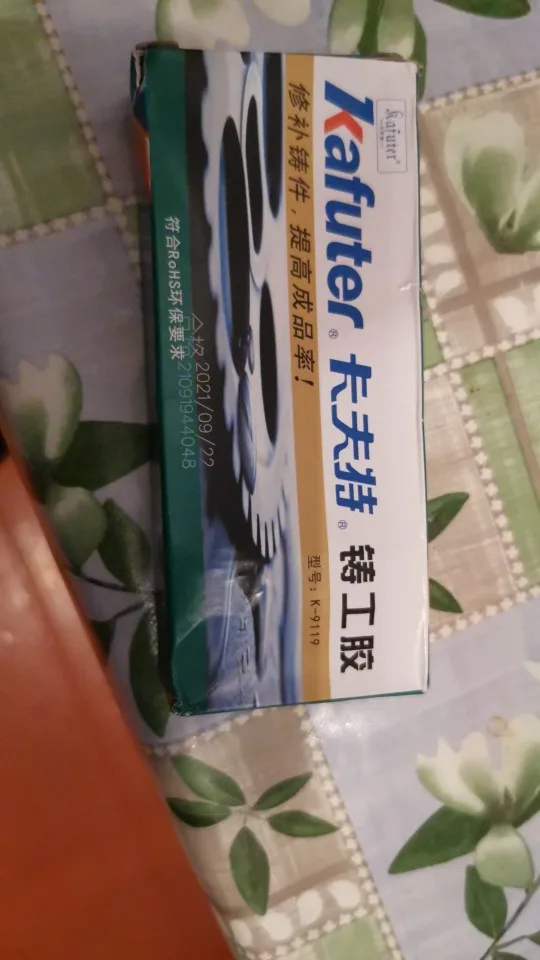 Kafuter®
Kafuter® 卡夫特® 铸工胶
型号：K-9119
修补铸件，提高成品率！
合格 2021/09/22
21091944048
符合RoHS环保要求